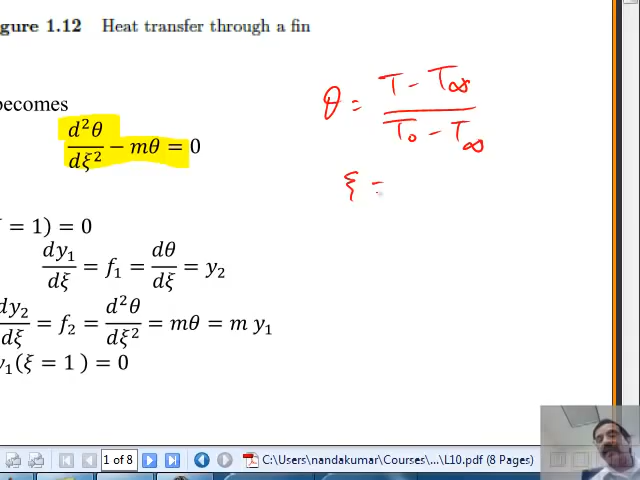 gure 1.12 Heat transfer through a fin
becomes
θ = (T - T∞)/(T₀ - T∞)
d²θ/dξ² − mθ = 0
ξ =
= 1) = 0
dy₁/dξ = f₁ = dθ/dξ = y₂
dy₂/dξ = f₂ = d²θ/dξ² = mθ = m y₁
y₁(ξ = 1 ) = 0
1 of 8 C:\Users\nandakumar\Courses\...\L10.pdf (8 Pages)